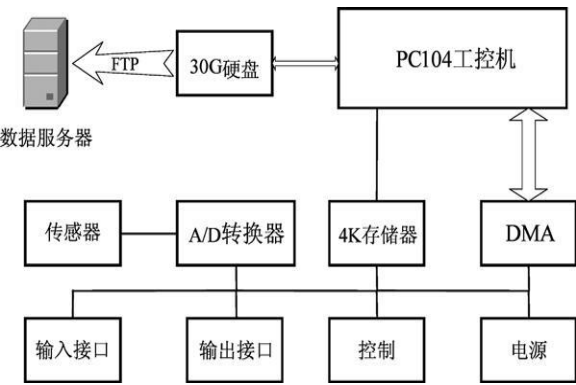 FTP
30G硬盘
PC104工控机
数据服务器
传感器
A/D转换器
4K存储器
DMA
输入接口
输出接口
控制
电源